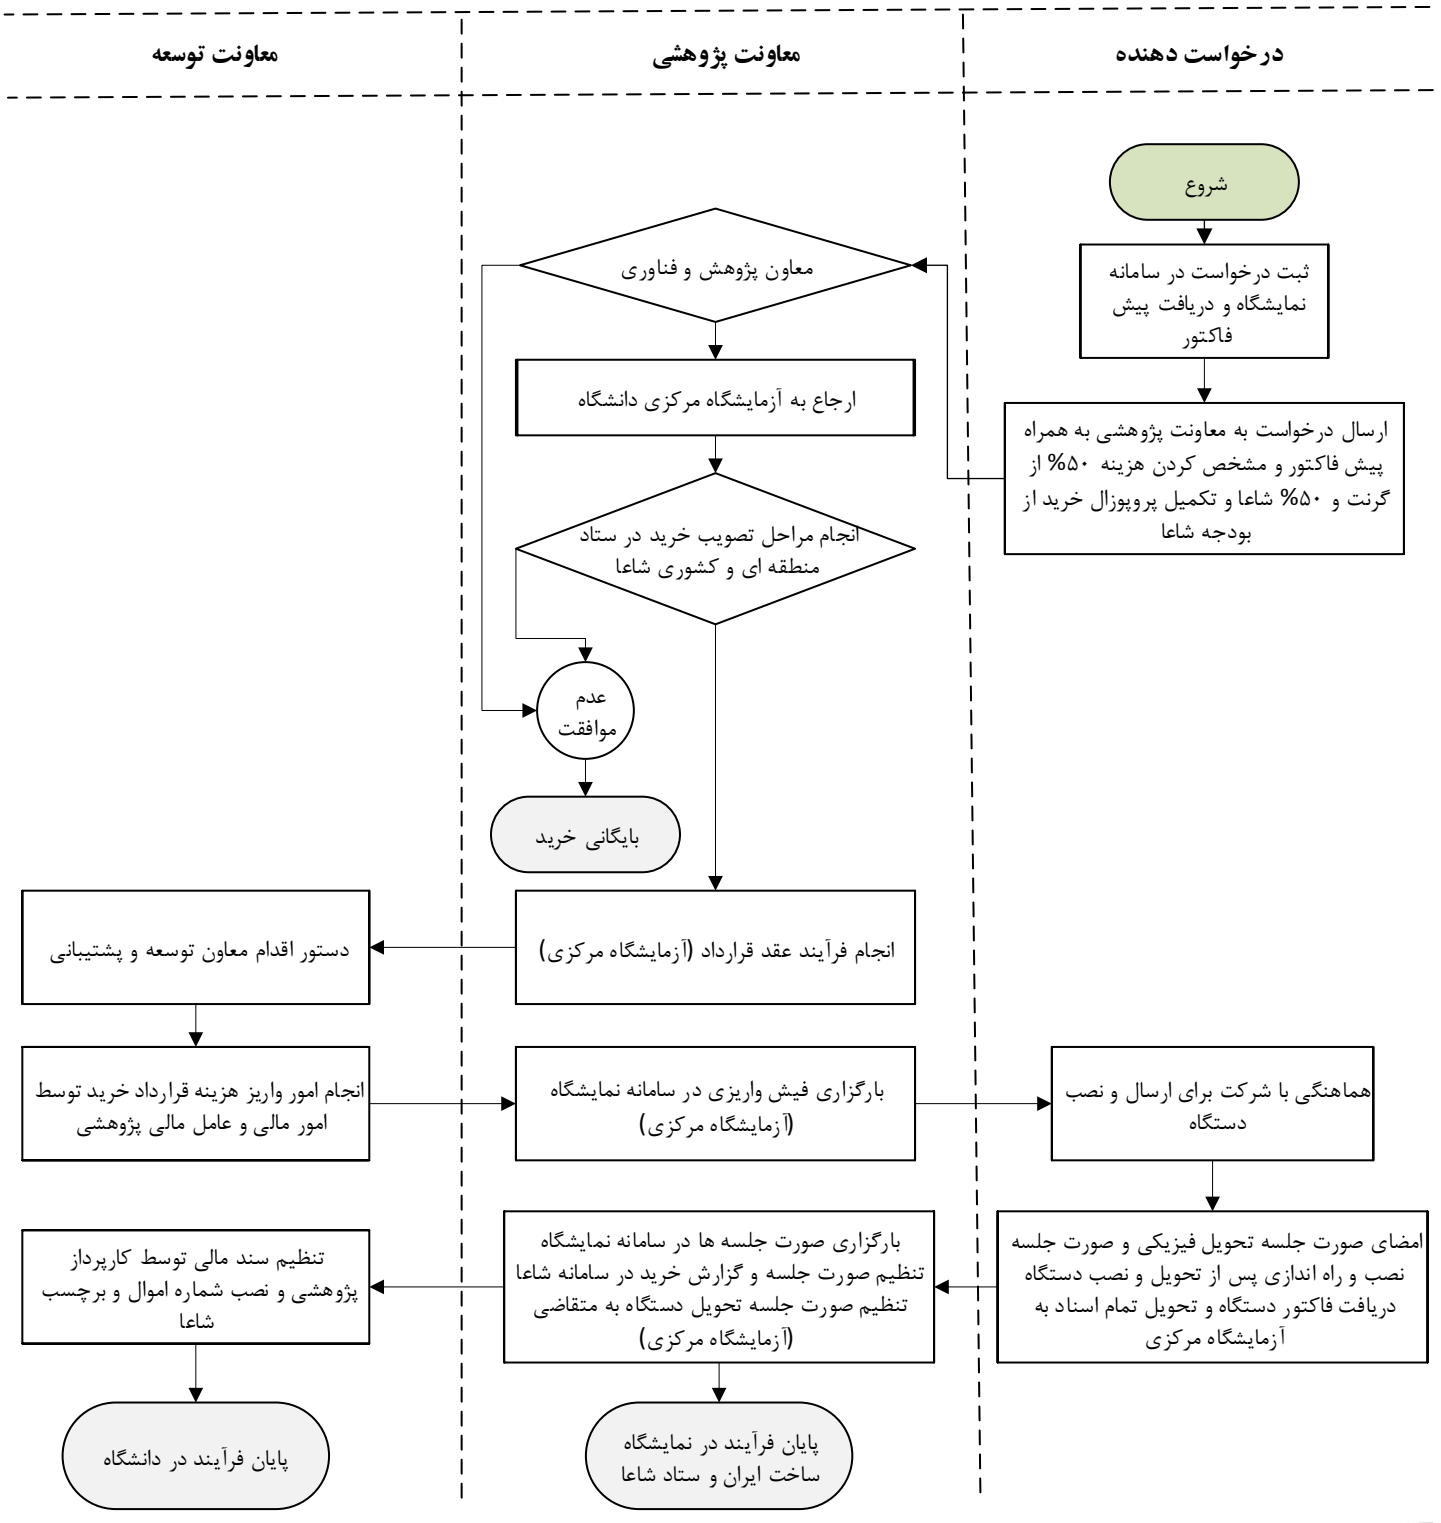 درخواست دهنده
معاونت پژوهشی
معاونت توسعه
شروع
ثبت درخواست در سامانه
نمایشگاه و دریافت پیش
فاکتور
ارسال درخواست به معاونت پژوهشی به همراه
پیش فاکتور و مشخص کردن هزینه ۵۰% از
گرنت و ۵۰% شاعا و تکمیل پروپوزال خرید از
بودجه شاعا
معاون پژوهش و فناوری
ارجاع به آزمایشگاه مرکزی دانشگاه
انجام مراحل تصویب خرید در ستاد
منطقه ای و کشوری شاعا
عدم
موافقت
بایگانی خرید
انجام فرآیند عقد قرارداد (آزمایشگاه مرکزی)
دستور اقدام معاون توسعه و پشتیبانی
انجام امور واریز هزینه قرارداد خرید توسط
امور مالی و عامل مالی پژوهشی
بارگزاری فیش واریزی در سامانه نمایشگاه
(آزمایشگاه مرکزی)
هماهنگی با شرکت برای ارسال و نصب
دستگاه
امضای صورت جلسه تحویل فیزیکی و صورت جلسه
نصب و راه اندازی پس از تحویل و نصب دستگاه
دریافت فاکتور دستگاه و تحویل تمام اسناد به
آزمایشگاه مرکزی
بارگزاری صورت جلسه ها در سامانه نمایشگاه
تنظیم صورت جلسه و گزارش خرید در سامانه شاعا
تنظیم صورت جلسه تحویل دستگاه به متقاضی
(آزمایشگاه مرکزی)
تنظیم سند مالی توسط کارپرداز
پژوهشی و نصب شماره اموال و برچسب
شاعا
پایان فرآیند در نمایشگاه
ساخت ایران و ستاد شاعا
پایان فرآیند در دانشگاه